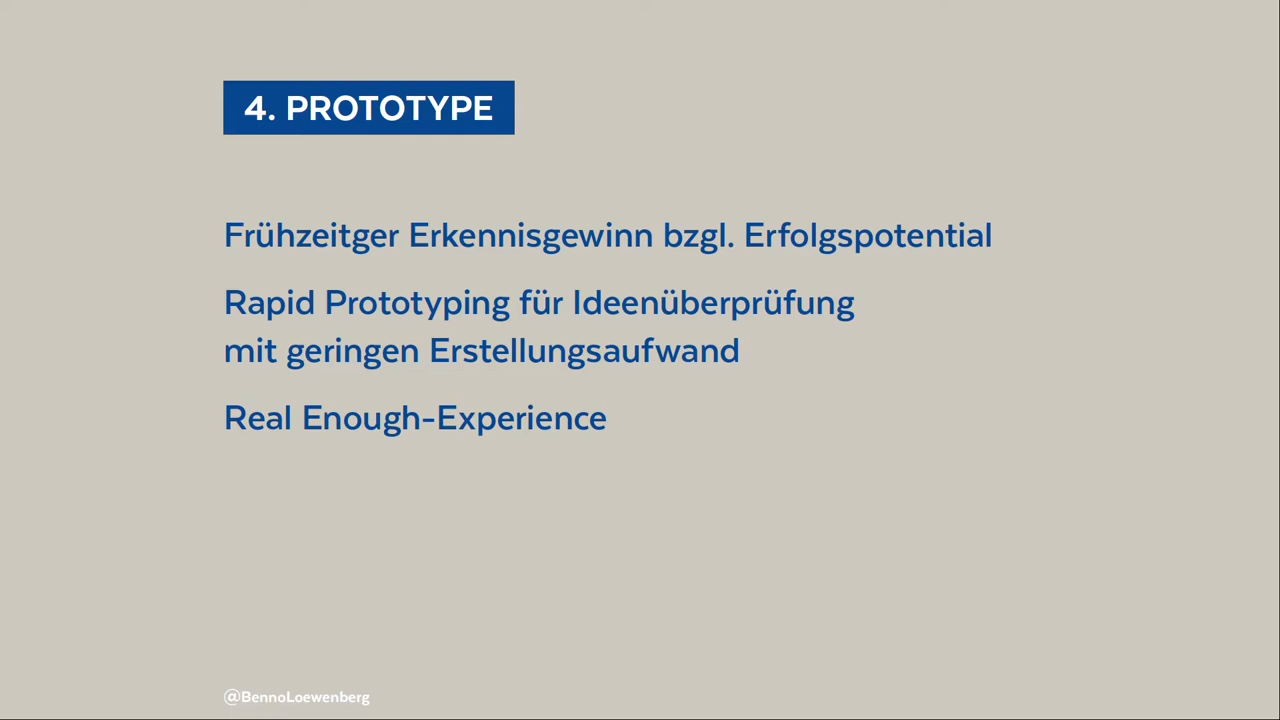 4. PROTOTYPE
Frühzeitger Erkennisgewinn bzgl. Erfolgspotential
Rapid Prototyping für Ideenüberprüfung
mit geringen Erstellungsaufwand
Real Enough-Experience
@BennoLoewenberg